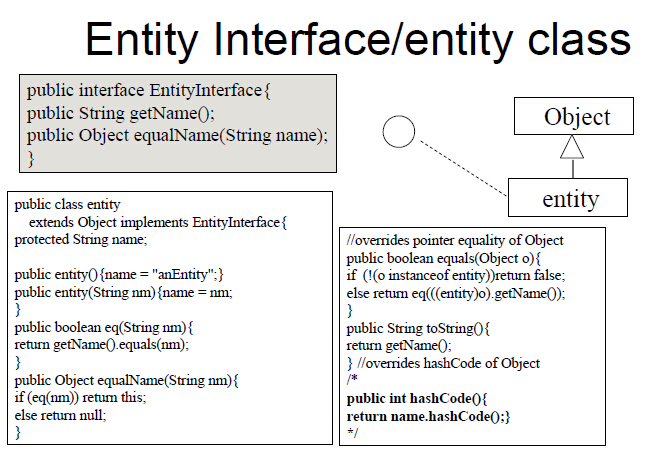 Entity Interface/entity class
public interface EntityInterface{
public String getName();
public Object equalName(String name);
}
Object
entity
public class entity
extends Object implements EntityInterface{
protected String name;
public entity(){name = "anEntity";}
public entity(String nm){name = nm;
}
public boolean eq(String nm){
return getName().equals(nm);
}
public Object equalName(String nm){
if (eq(nm)) return this;
else return null;
}
//overrides pointer equality of Object
public boolean equals(Object o){
if (!(o instanceof entity))return false;
else return eq(((entity)o).getName());
}
public String toString(){
return getName();
} //overrides hashCode of Object
/*
public int hashCode(){
return name.hashCode();}
*/